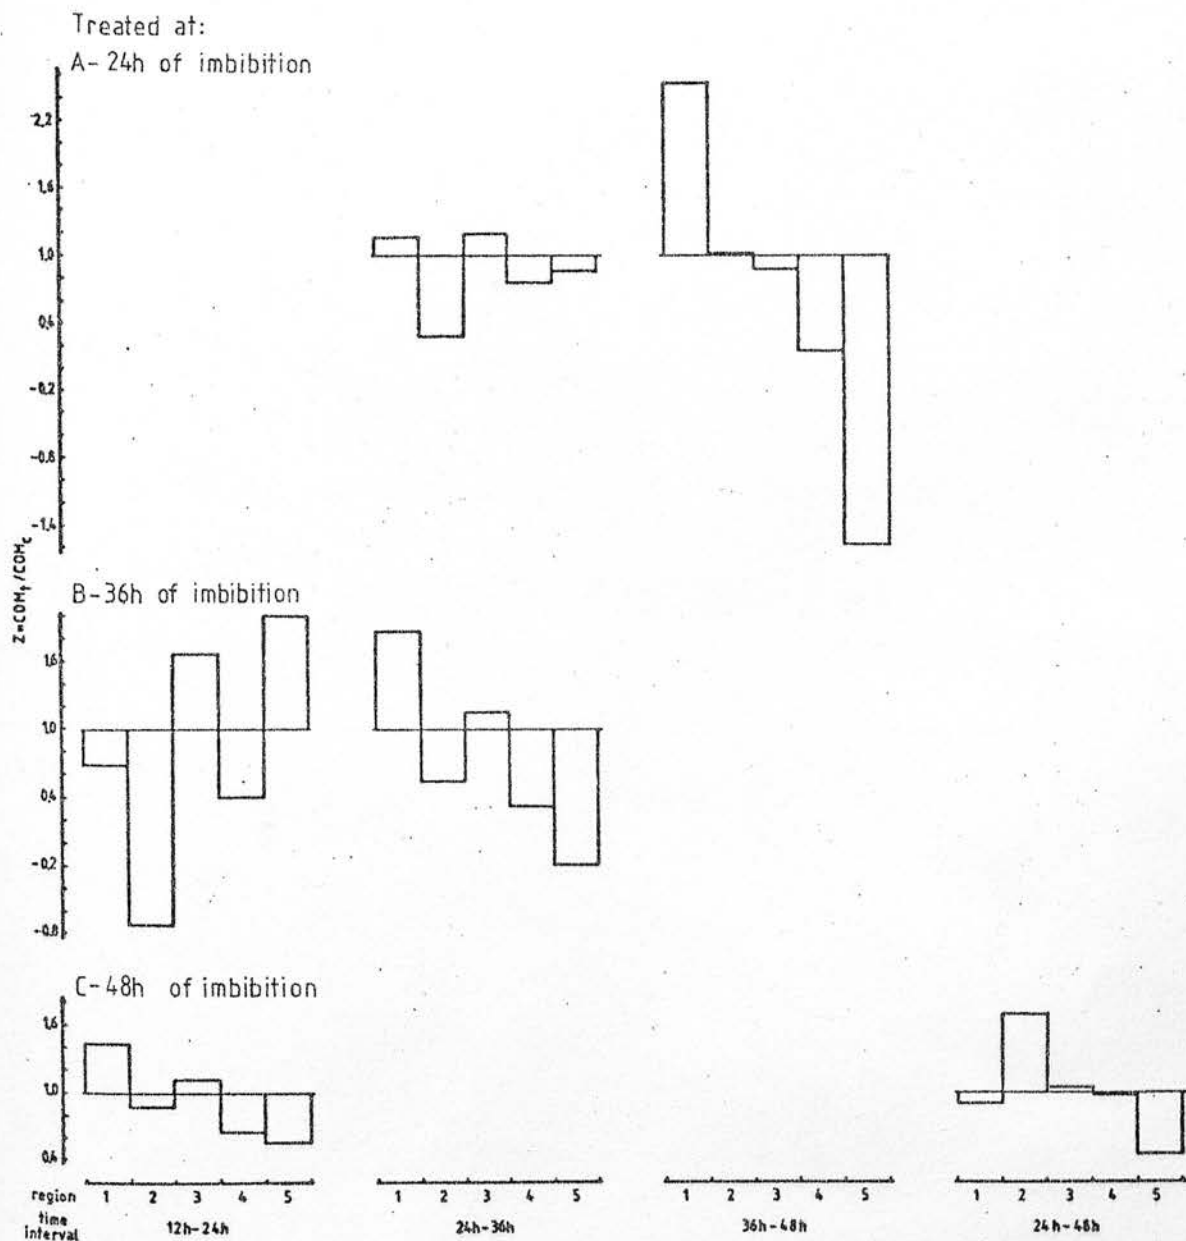 Treated at:
A-24h of imbibition
2,2
1,6
1,0
0,4
-0,2
-0,8
-1,4
Z=COM_t/COM_c
B-36h of imbibition
1,6
1,0
0,4
-0,2
-0,8
C-48h of imbibition
1,6
1,0
0,4
region 1 2 3 4 5 1 2 3 4 5 1 2 3 4 5 1 2 3 4 5
time
interval 12h-24h 24h-36h 36h-48h 24h-48h